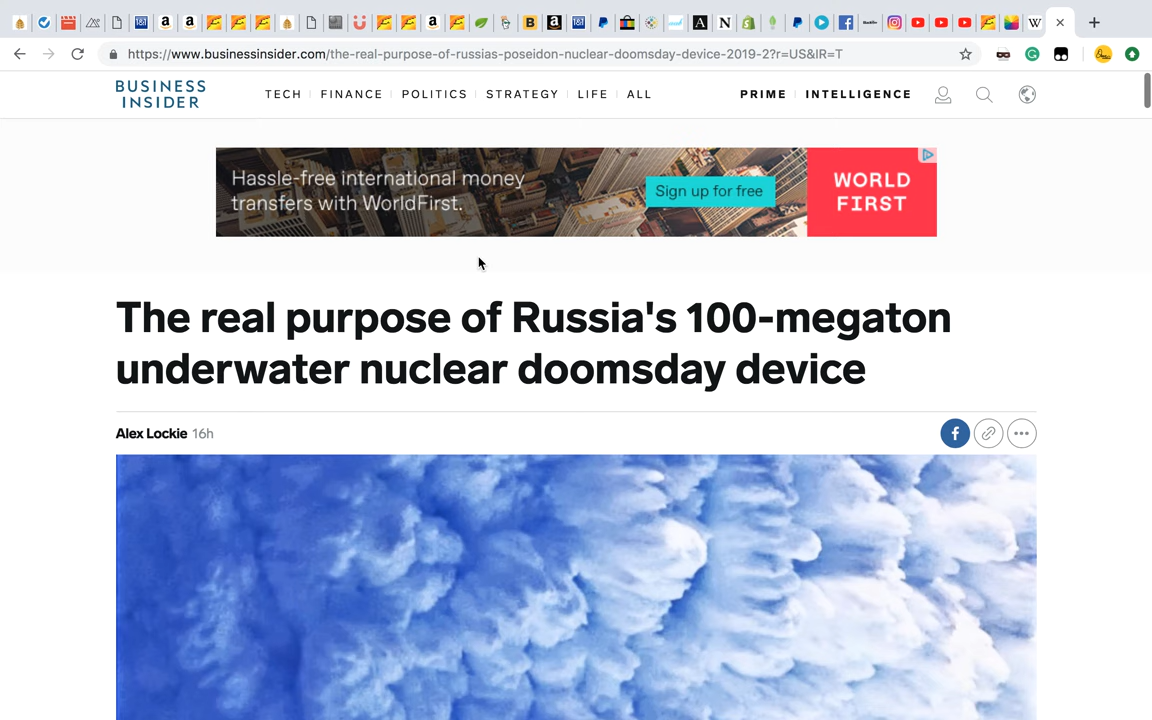 https://www.businessinsider.com/the-real-purpose-of-russias-poseidon-nuclear-doomsday-device-2019-2?r=US&IR=T
BUSINESS
INSIDER
TECH FINANCE POLITICS STRATEGY LIFE ALL PRIME INTELLIGENCE
Hassle-free international money
transfers with WorldFirst.
Sign up for free
WORLD
FIRST
The real purpose of Russia's 100-megaton
underwater nuclear doomsday device
Alex Lockie 16h